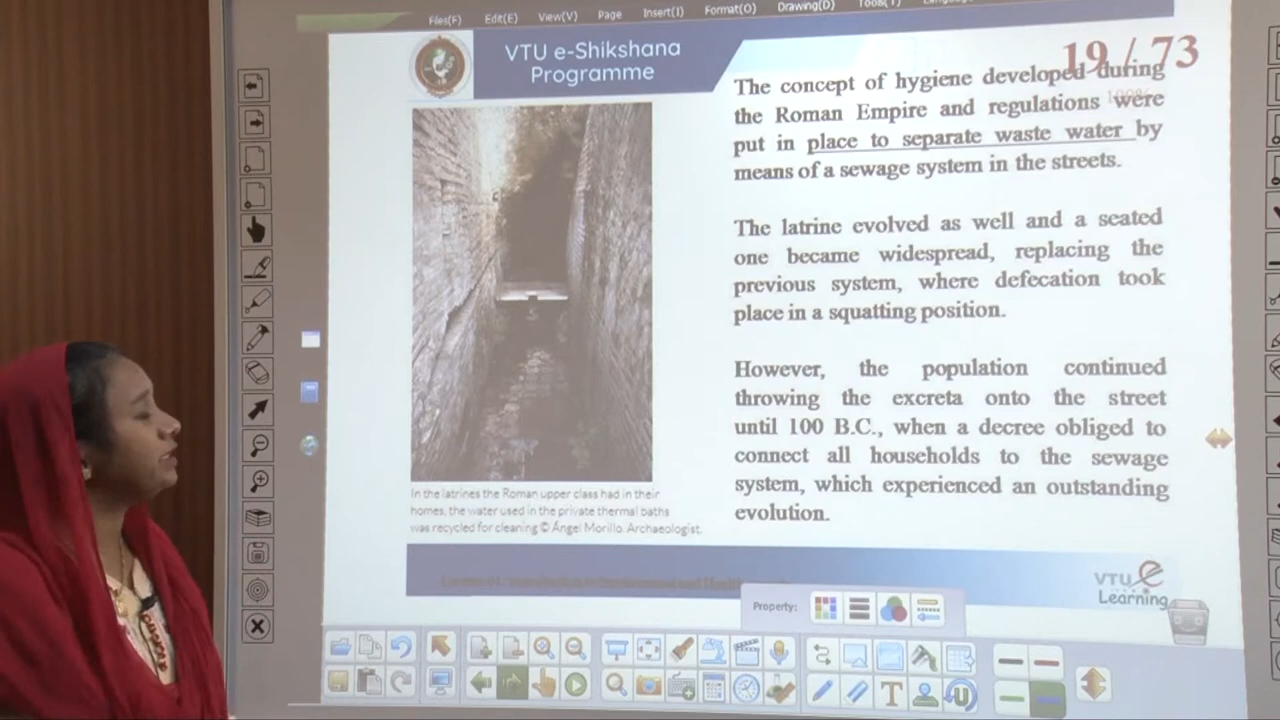 Files(F) Edit(E) View(V) Page Insert(I) Format(O) Drawing(D)
VTU e-Shikshana
Programme
19 / 73
100%
The concept of hygiene developed during
the Roman Empire and regulations were
put in place to separate waste water by
means of a sewage system in the streets.
The latrine evolved as well and a seated
one became widespread, replacing the
previous system, where defecation took
place in a squatting position.
However, the population continued
throwing the excreta onto the street
until 100 B.C., when a decree obliged to
connect all households to the sewage
system, which experienced an outstanding
evolution.
In the latrines the Roman upper class had in their
homes, the water used in the private thermal baths
was recycled for cleaning © Ángel Morillo. Archaeologist.
VTU e
Learning
Property: